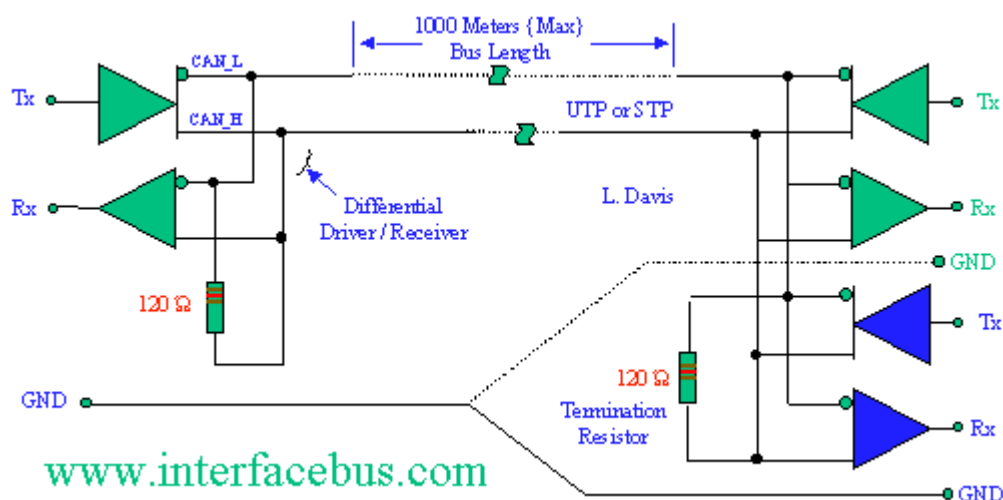 1000 Meters {Max}
Bus Length
CAN_L
Tx
CAN_H
UTP or STP
Tx
Rx
Differential
Driver / Receiver
L. Davis
Rx
GND
120 Ω
Tx
GND
120 Ω
Termination
Resistor
Rx
www.interfacebus.com
GND